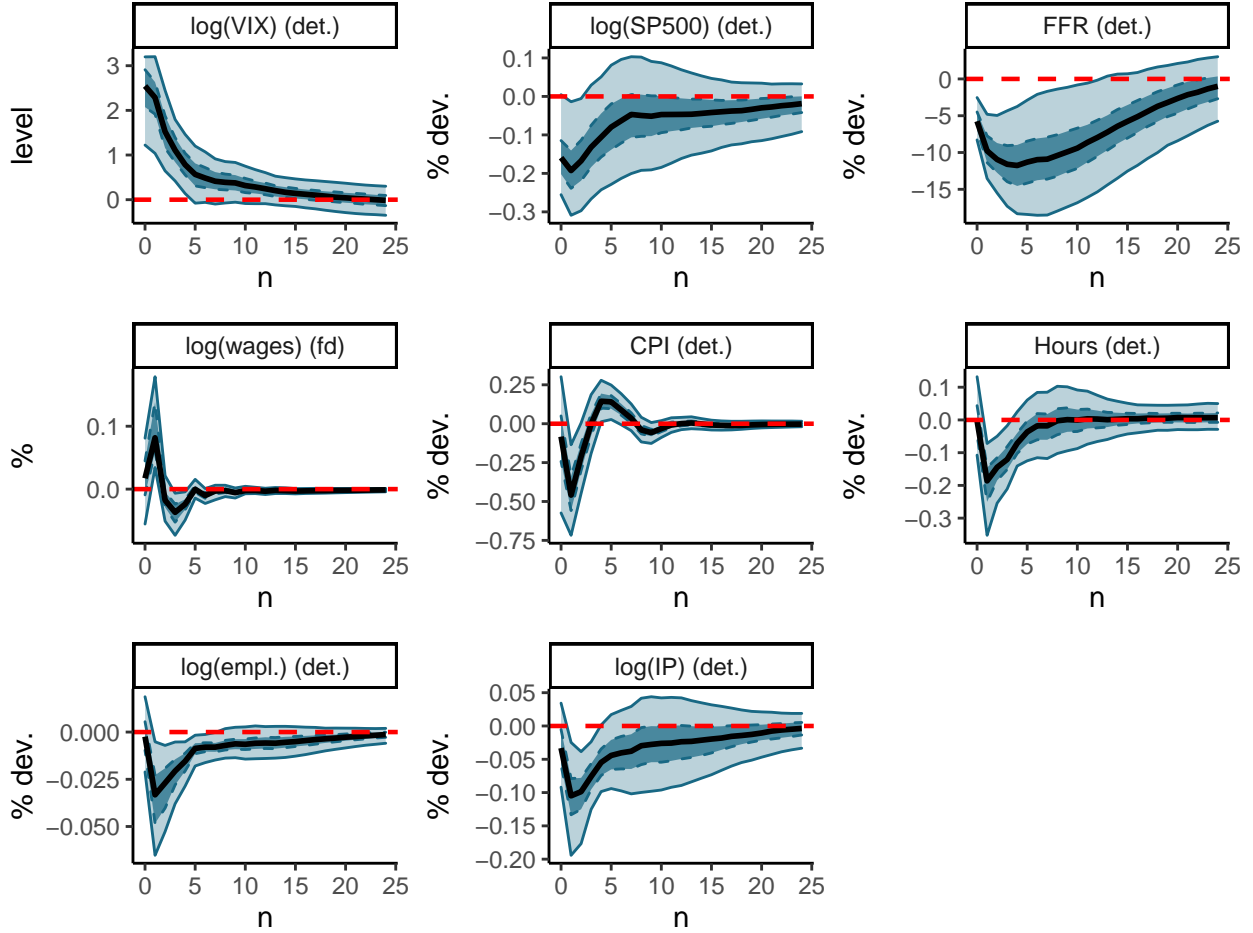 log(VIX) (det.)
level
3
2
1
0
0 5 10 15 20 25
n
log(SP500) (det.)
% dev.
0.1
0.0
−0.1
−0.2
−0.3
0 5 10 15 20 25
n
FFR (det.)
% dev.
0
−5
−10
−15
0 5 10 15 20 25
n
log(wages) (fd)
%
0.1
0.0
0 5 10 15 20 25
n
CPI (det.)
% dev.
0.25
0.00
−0.25
−0.50
−0.75
0 5 10 15 20 25
n
Hours (det.)
% dev.
0.1
0.0
−0.1
−0.2
−0.3
0 5 10 15 20 25
n
log(empl.) (det.)
% dev.
0.000
−0.025
−0.050
0 5 10 15 20 25
n
log(IP) (det.)
% dev.
0.05
0.00
−0.05
−0.10
−0.15
−0.20
0 5 10 15 20 25
n